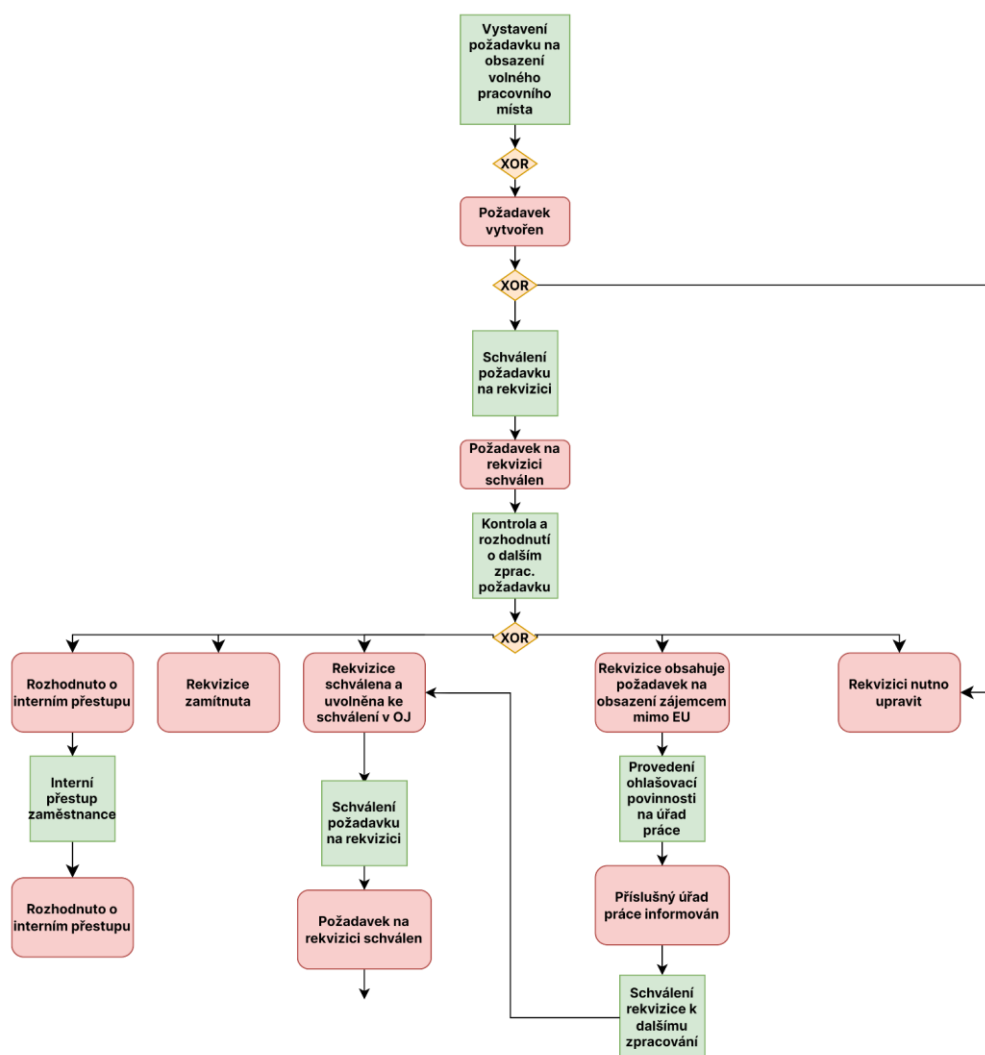 Vystavení
požadavku na
obsazení
volného
pracovního
místa
XOR
Požadavek
vytvořen
XOR
Schválení
požadavku
na rekvizici
Požadavek na
rekvizici
schválen
Kontrola a
rozhodnutí
o dalším
zprac.
požadavku
XOR
Rozhodnuto o
interním přestupu
Rekvizice
zamítnuta
Rekvizice
schválena a
uvolněna ke
schválení v OJ
Rekvizice obsahuje
požadavek na
obsazení zájemcem
mimo EU
Rekvizici nutno
upravit
Interní
přestup
zaměstnance
Schválení
požadavku
na rekvizici
Provedení
ohlašovací
povinnosti
na úřad
práce
Rozhodnuto o
interním přestupu
Požadavek na
rekvizici schválen
Příslušný úřad
práce informován
Schválení
rekvizice k
dalšímu
zpracování